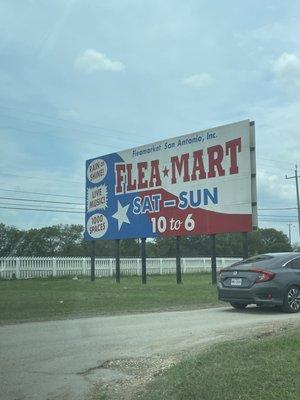 Fleamarket San Antonio, Inc.
FLEA★MART
SAT–SUN
10 to 6
RAIN or
SHINE!
LIVE
MUSIC!
1000
SPACES